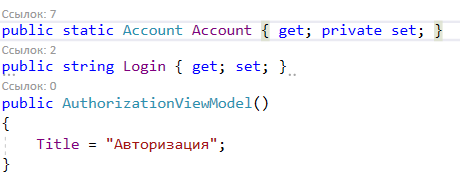 Ссылок: 7
public static Account Account { get; private set; }
Ссылок: 2
public string Login { get; set; }
Ссылок: 0
public AuthorizationViewModel()
{
Title = "Авторизация";
}